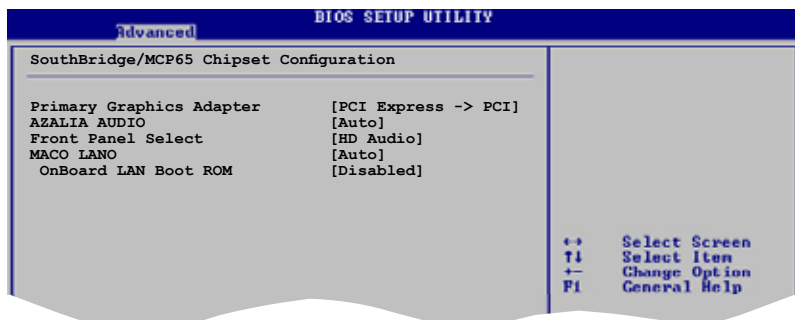 BIOS SETUP UTILITY
Advanced
SouthBridge/MCP65 Chipset Configuration
Primary Graphics Adapter [PCI Express -> PCI]
AZALIA AUDIO [Auto]
Front Panel Select [HD Audio]
MACO LANO [Auto]
OnBoard LAN Boot ROM [Disabled]
↔ Select Screen
↑↓ Select Item
+- Change Option
F1 General Help